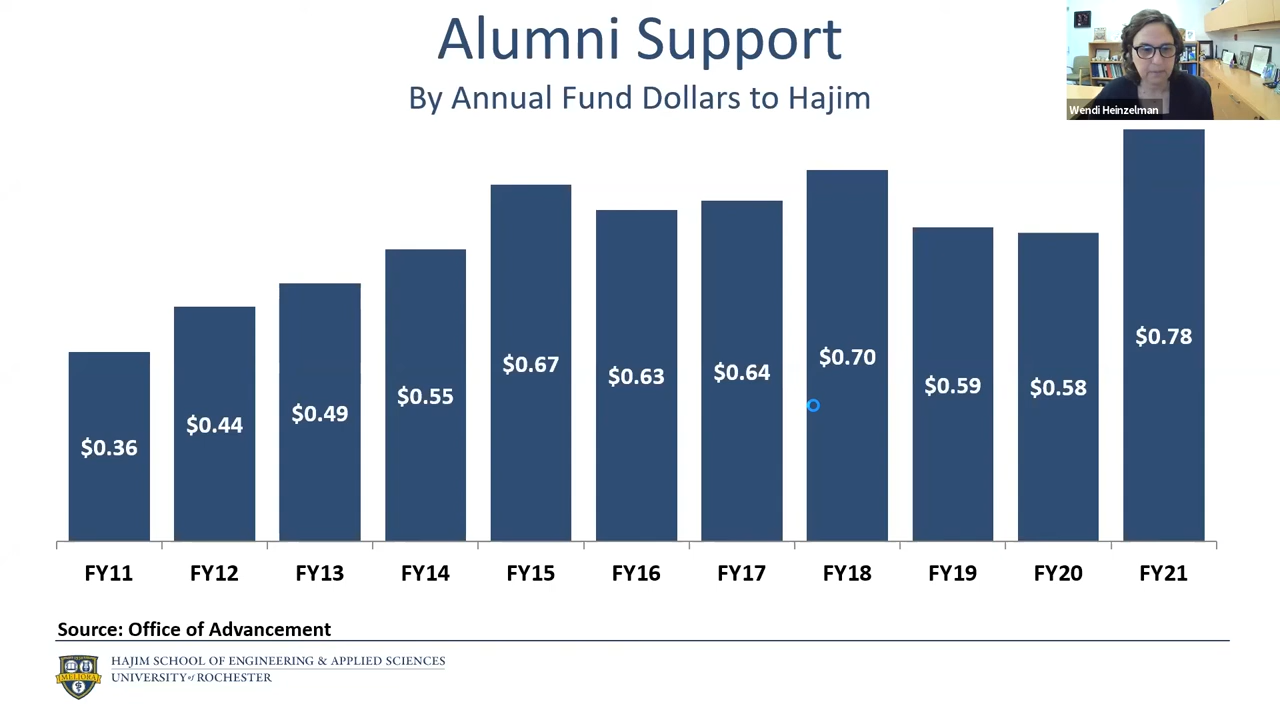 Alumni Support
By Annual Fund Dollars to Hajim
Wendi Heinzelman
$0.36
$0.44
$0.49
$0.55
$0.67
$0.63
$0.64
$0.70
$0.59
$0.58
$0.78
FY11
FY12
FY13
FY14
FY15
FY16
FY17
FY18
FY19
FY20
FY21
Source: Office of Advancement
HAJIM SCHOOL OF ENGINEERING & APPLIED SCIENCES
UNIVERSITY of ROCHESTER
MELIORA